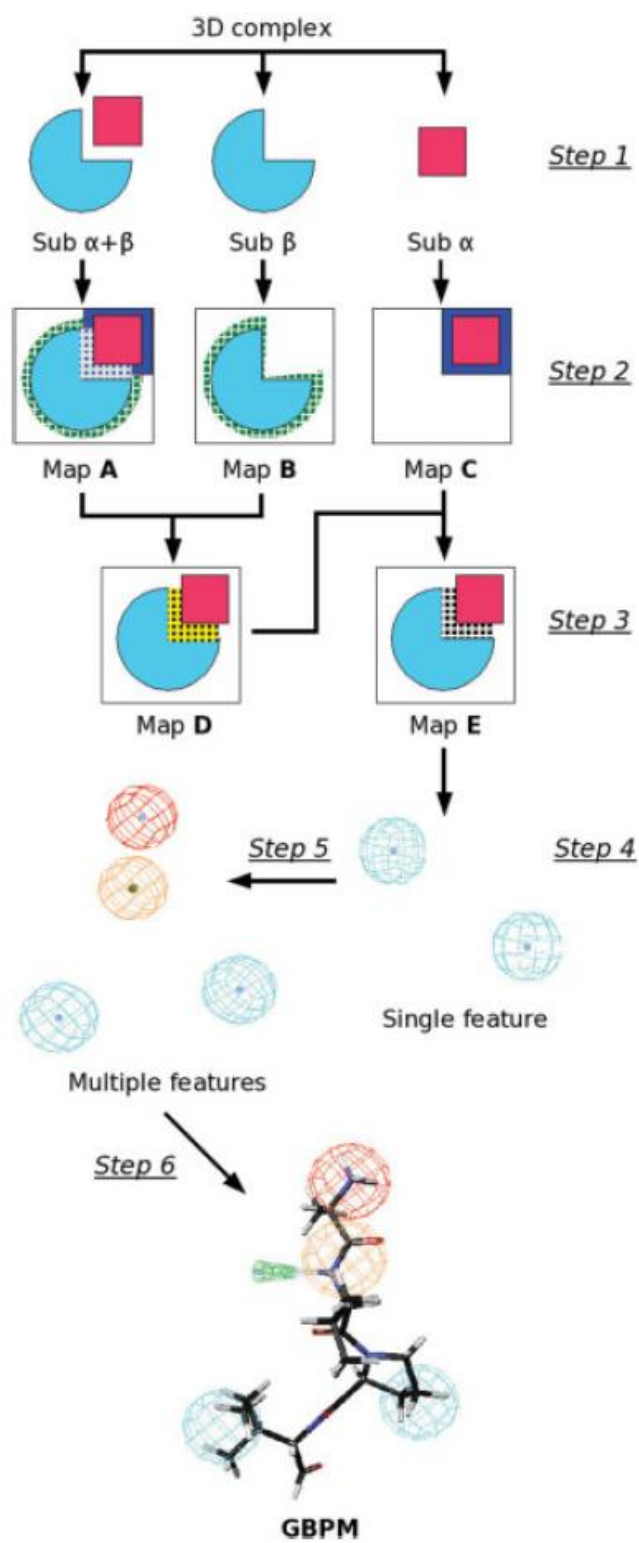 3D complex
Step 1
Sub α+β
Sub β
Sub α
Step 2
Map A
Map B
Map C
Step 3
Map D
Map E
Step 5
Step 4
Single feature
Multiple features
Step 6
GBPM